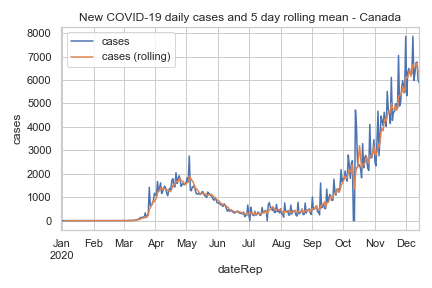 New COVID-19 daily cases and 5 day rolling mean - Canada
8000
7000
6000
5000
4000
3000
2000
1000
0
cases
cases
cases (rolling)
Jan Feb Mar Apr May Jun Jul Aug Sep Oct Nov Dec
2020
dateRep